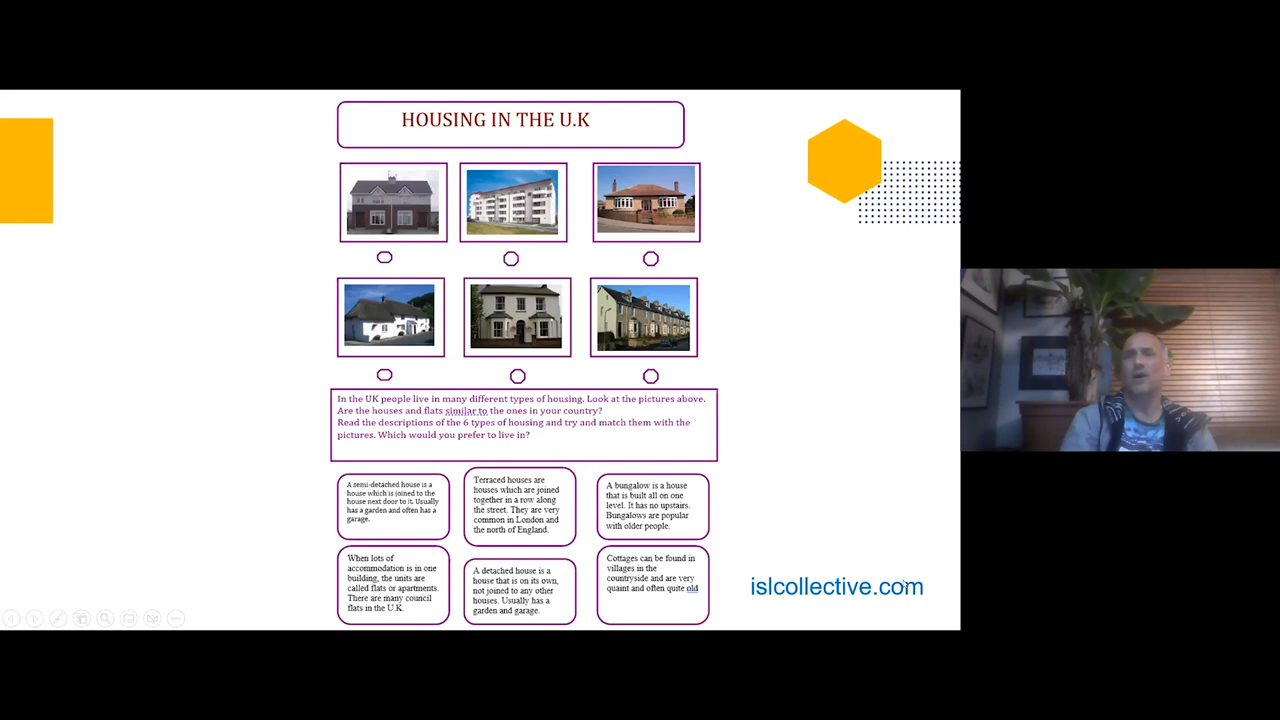 HOUSING IN THE U.K
In the UK people live in many different types of housing. Look at the pictures above.
Are the houses and flats similar to the ones in your country?
Read the descriptions of the 6 types of housing and try and match them with the
pictures. Which would you prefer to live in?
A semi-detached house is a
house which is joined to the
house next door to it. Usually
has a garden and often has a
garage.
Terraced houses are
houses which are joined
together in a row along
the street. They are very
common in London and
the north of England.
A bungalow is a house
that is built all on one
level. It has no upstairs.
Bungalows are popular
with older people.
When lots of
accommodation is in one
building, the units are
called flats or apartments.
There are many council
flats in the U.K.
A detached house is a
house that is on its own,
not joined to any other
houses. Usually has a
garden and garage.
Cottages can be found in
villages in the
countryside and are very
quaint and often quite old
islcollective.com